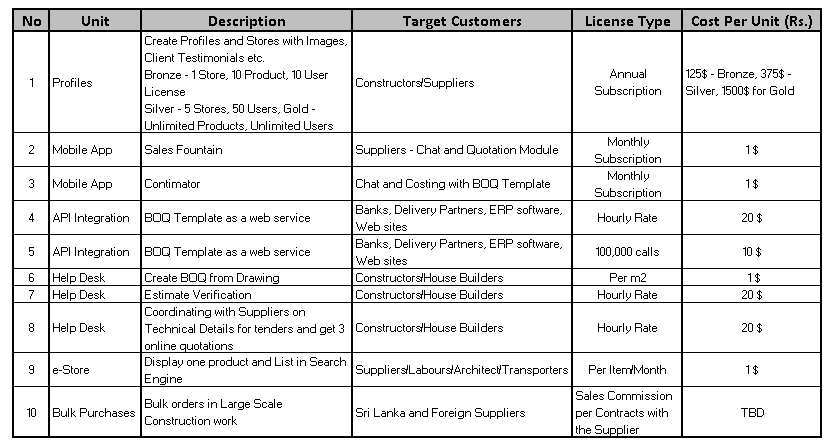 No Unit Description Target Customers License Type Cost Per Unit (Rs.)
1 Profiles Create Profiles and Stores with Images,
Client Testimonials etc.
Bronze - 1 Store, 10 Product, 10 User
License
Silver - 5 Stores, 50 Users, Gold -
Unlimited Products, Unlimited Users
Constructors/Suppliers
Annual
Subscription
125$ - Bronze, 375$ -
Silver, 1500$ for Gold
2 Mobile App Sales Fountain Suppliers - Chat and Quotation Module
Monthly
Subscription
1 $
3 Mobile App Contimator Chat and Costing with BOQ Template
Monthly
Subscription
1 $
4 API Integration BOQ Template as a web service
Banks, Delivery Partners, ERP software,
Web sites
Hourly Rate 20 $
5 API Integration BOQ Template as a web service
Banks, Delivery Partners, ERP software,
Web sites
100,000 calls 10 $
6 Help Desk Create BOQ from Drawing Constructors/House Builders Per m2 1 $
7 Help Desk Estimate Verification Constructors/House Builders Hourly Rate 20 $
8 Help Desk
Coordinating with Suppliers on
Technical Details for tenders and get 3
online quotations
Constructors/House Builders Hourly Rate 20 $
9 e-Store
Display one product and List in Search
Engine
Suppliers/Labours/Architect/Transporters Per Item/Month 1 $
10 Bulk Purchases
Bulk orders in Large Scale
Construction work
Sri Lanka and Foreign Suppliers
Sales Commission
per Contracts with
the Supplier
TBD